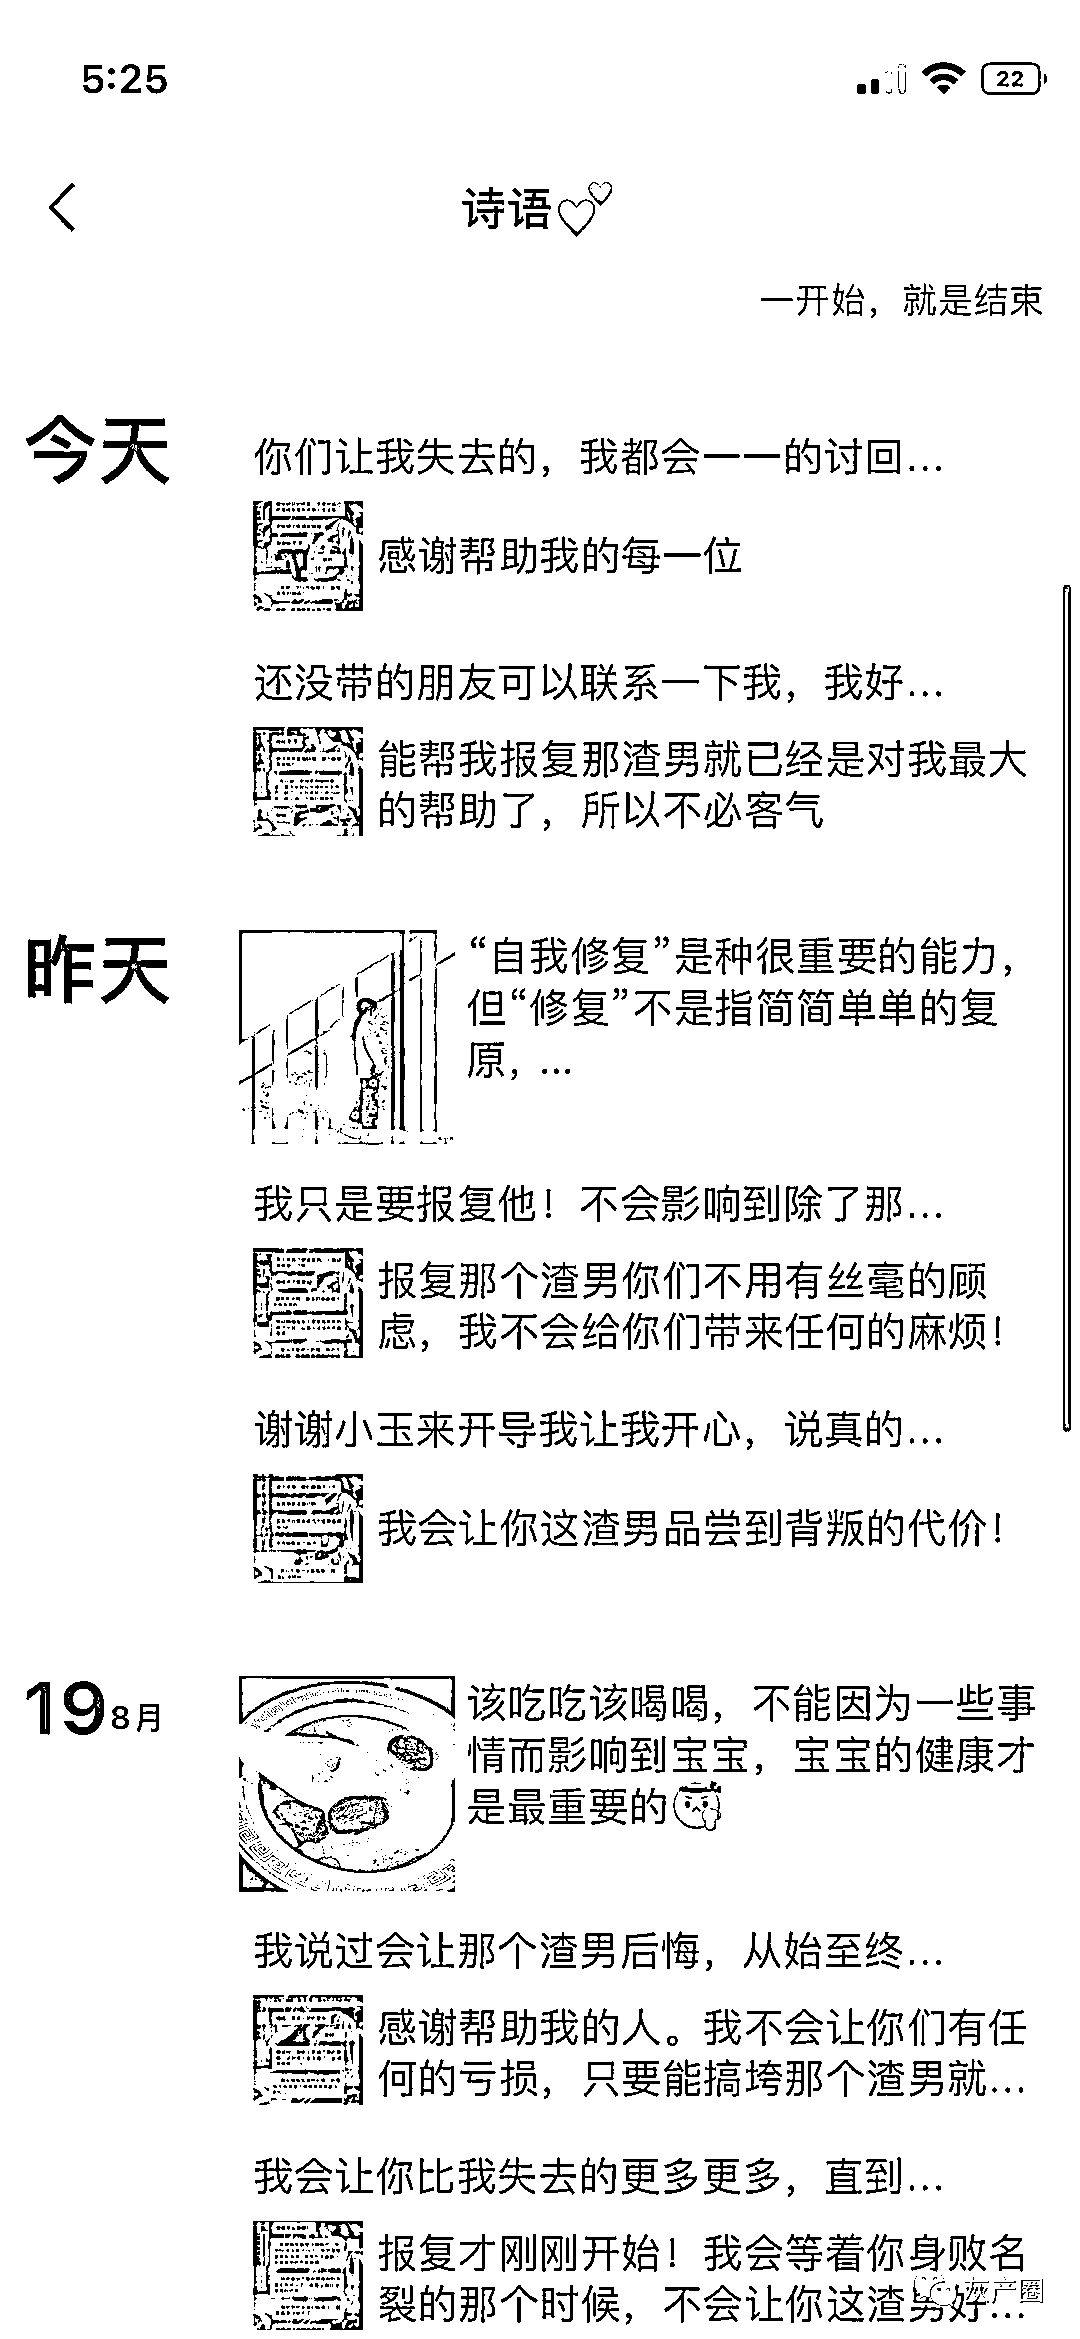 5:25
22
诗语
一开始，就是结束
今天
你们让我失去的，我都会一一的讨回...
感谢帮助我的每一位
还没带的朋友可以联系一下我，我好...
能帮我报复那渣男就已经是对我最大
的帮助了，所以不必客气
昨天
“自我修复”是种很重要的能力，
但“修复”不是指简简单单的复
原，...
我只是要报复他！不会影响到除了那...
报复那个渣男你们不用有丝毫的顾
虑，我不会给你们带来任何的麻烦！
谢谢小玉来开导我让我开心，说真的...
我会让你这渣男品尝到背叛的代价！
19 8月
该吃吃该喝喝，不能因为一些事
情而影响到宝宝，宝宝的健康才
是最重要的
我说过会让那个渣男后悔，从始至终...
感谢帮助我的人。我不会让你们有任
何的亏损，只要能搞垮那个渣男就...
我会让你比我失去的更多更多，直到...
报复才刚刚开始！我会等着你身败名
裂的那个时候，不会让你这渣男好...
灰产圈